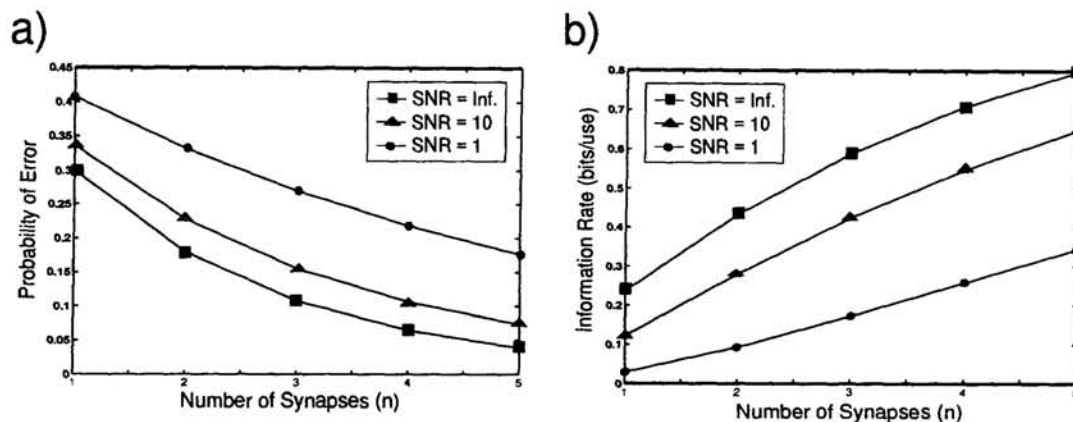 a)
Probability of Error
0.45
0.4
0.35
0.3
0.25
0.2
0.15
0.1
0.05
0
1 2 3 4 5
Number of Synapses (n)
SNR = Inf.
SNR = 10
SNR = 1
b)
Information Rate (bits/use)
0.8
0.7
0.6
0.5
0.4
0.3
0.2
0.1
0
1 2 3 4
Number of Synapses (n)
SNR = Inf.
SNR = 10
SNR = 1